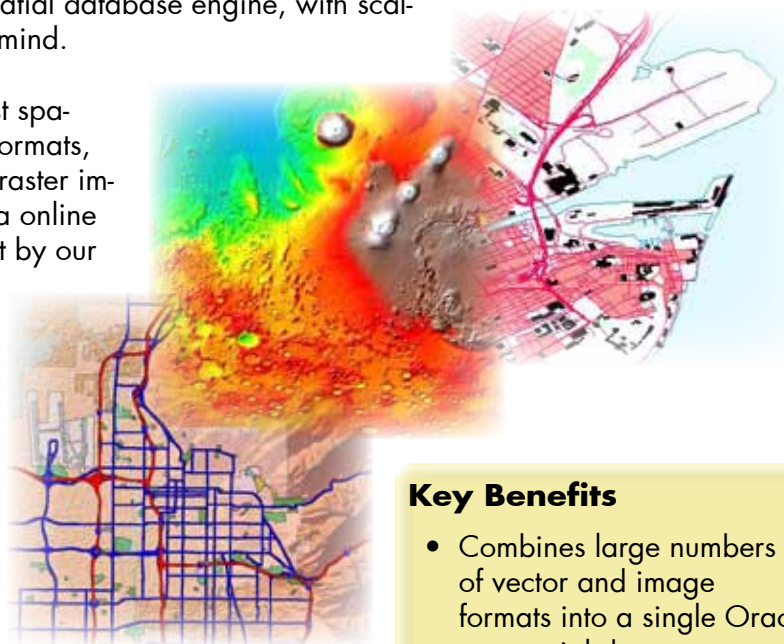 atial database engine, with scal-
mind.
st spa-
ormats,
raster im-
a online
t by our
Key Benefits
• Combines large numbers
of vector and image
formats into a single Orac